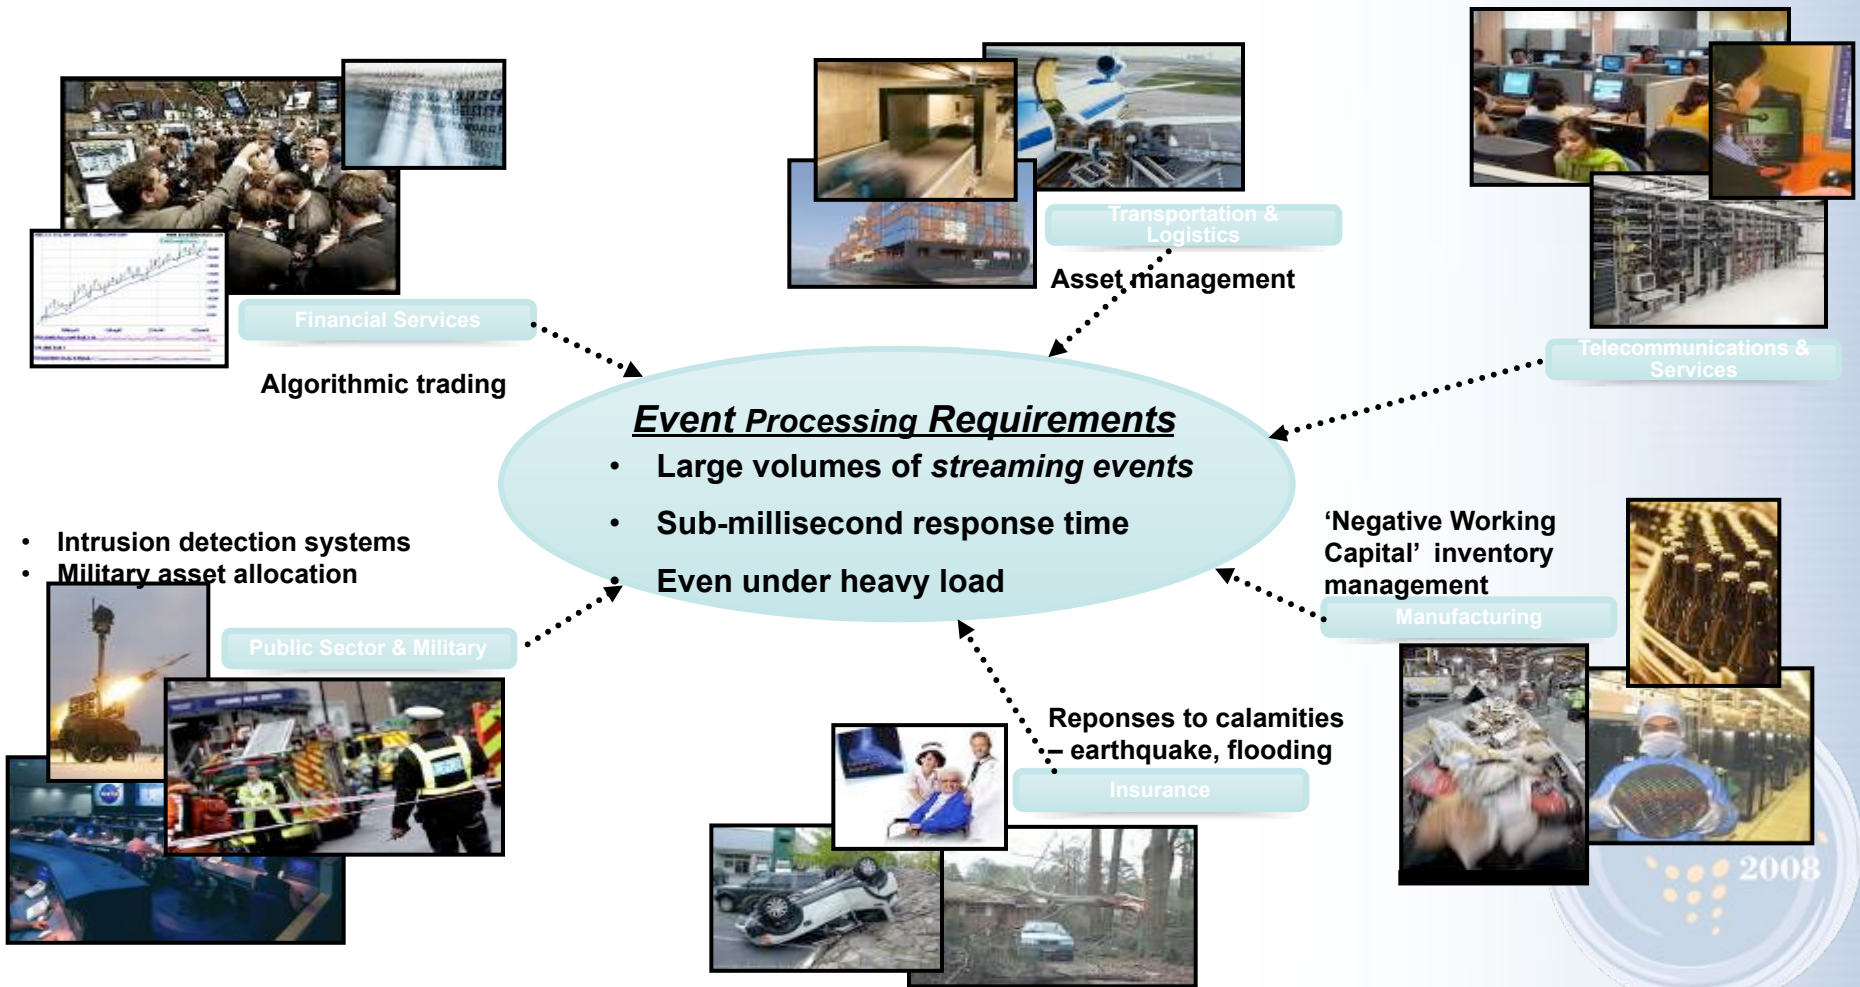 Financial Services
Algorithmic trading
Transportation &
Logistics
Asset management
Telecommunications &
Services
Event Processing Requirements
• Large volumes of streaming events
• Sub-millisecond response time
• Even under heavy load
• Intrusion detection systems
• Military asset allocation
Public Sector & Military
‘Negative Working
Capital’ inventory
management
Manufacturing
Reponses to calamities
– earthquake, flooding
Insurance
2008